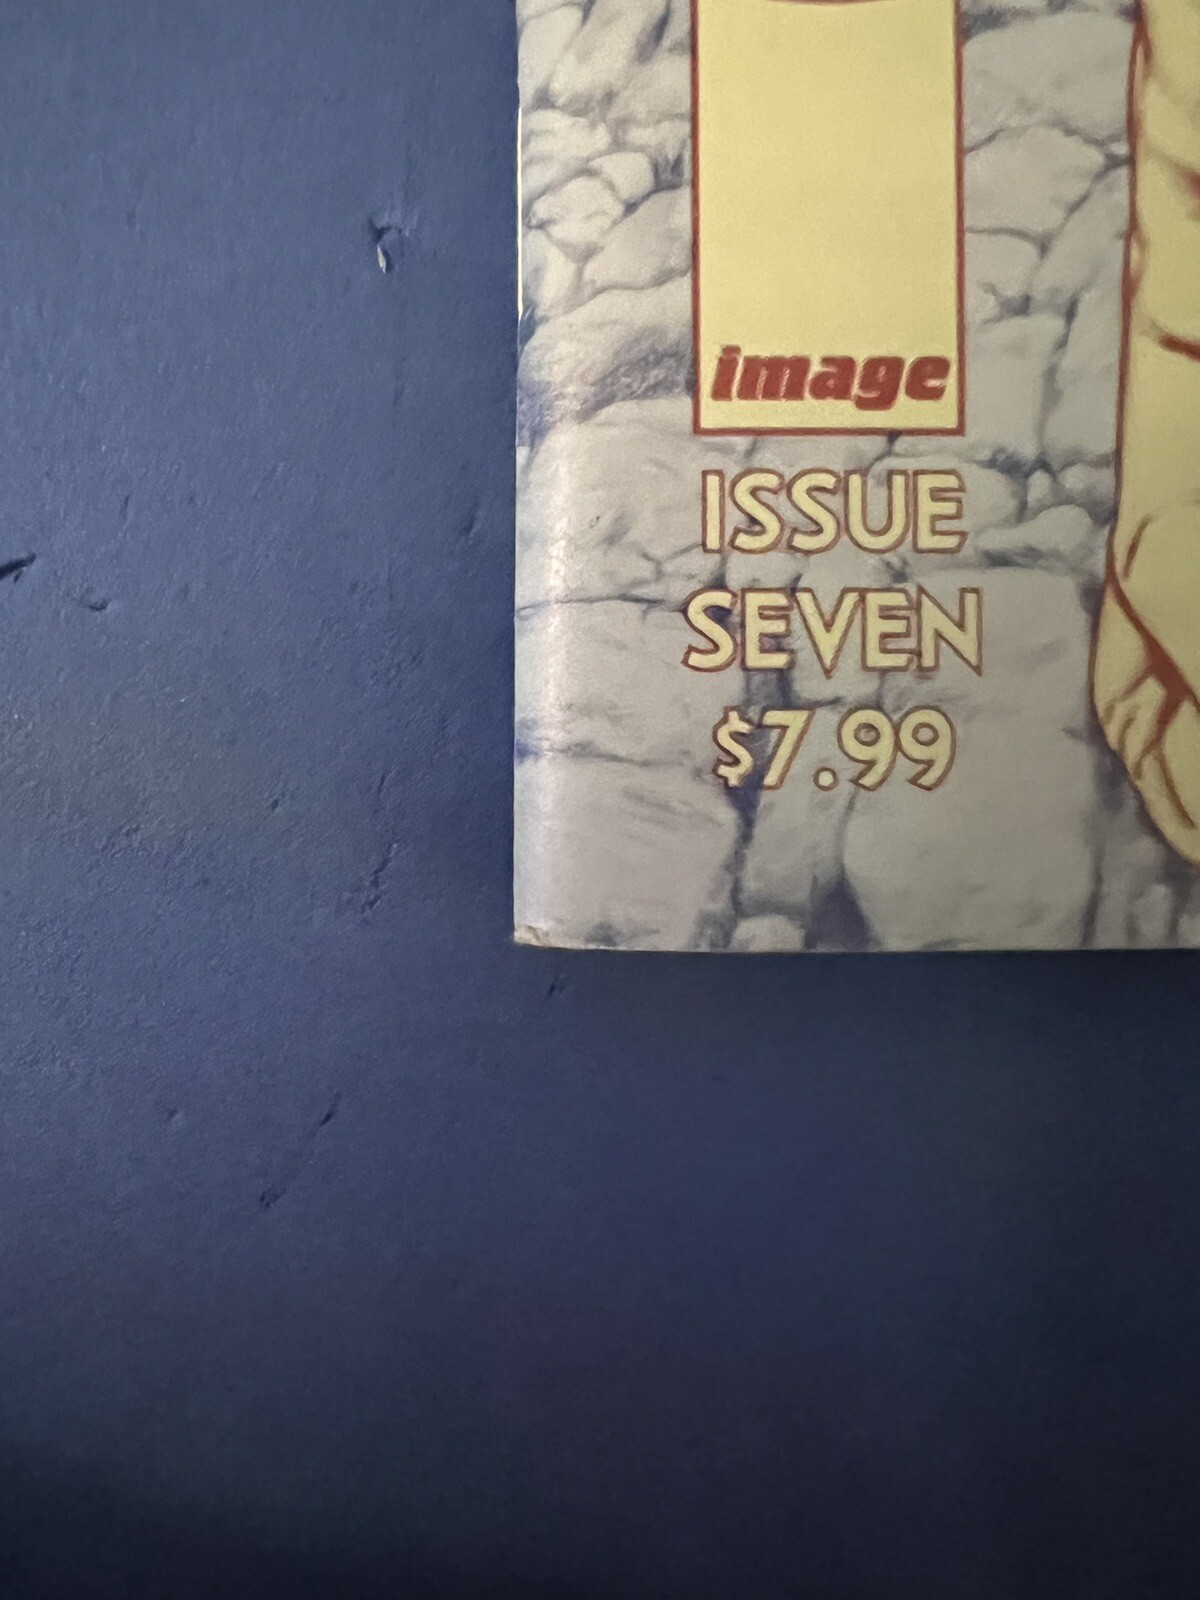 image
ISSUE
SEVEN
$7.99